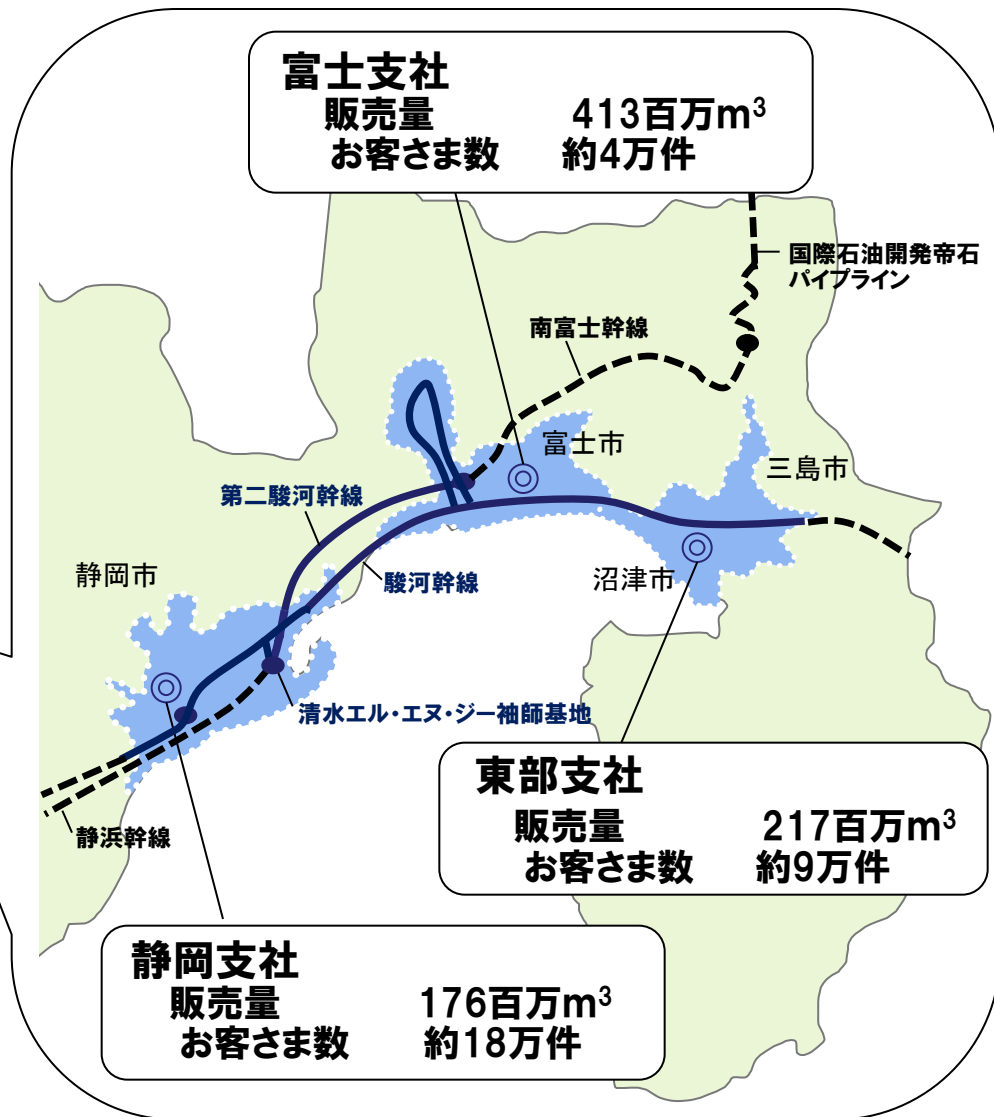 富士支社
販売量 413百万m³
お客さま数 約4万件
国際石油開発帝石
パイプライン
南富士幹線
富士市
三島市
第二駿河幹線
静岡市
駿河幹線
沼津市
清水エル・エヌ・ジー袖師基地
東部支社
販売量 217百万m³
お客さま数 約9万件
静浜幹線
静岡支社
販売量 176百万m³
お客さま数 約18万件